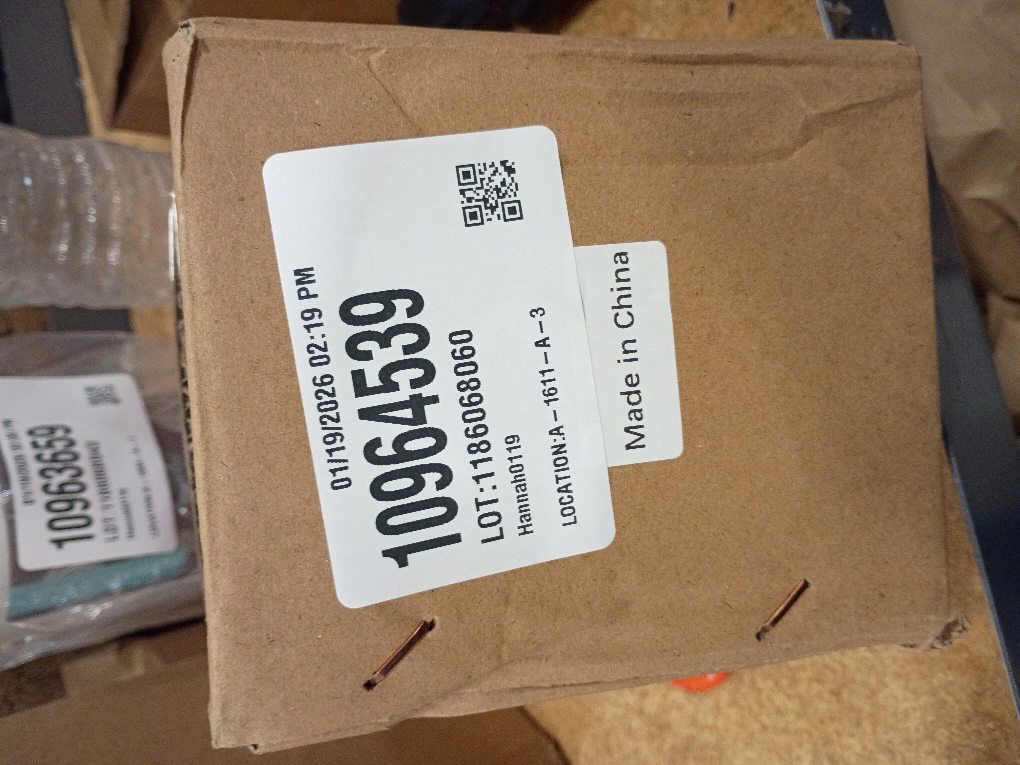 01/19/2026 02:19 PM
10964539
LOT:1186068060
Hannah0119
LOCATION:A-1611-A-3
Made in China
10963659